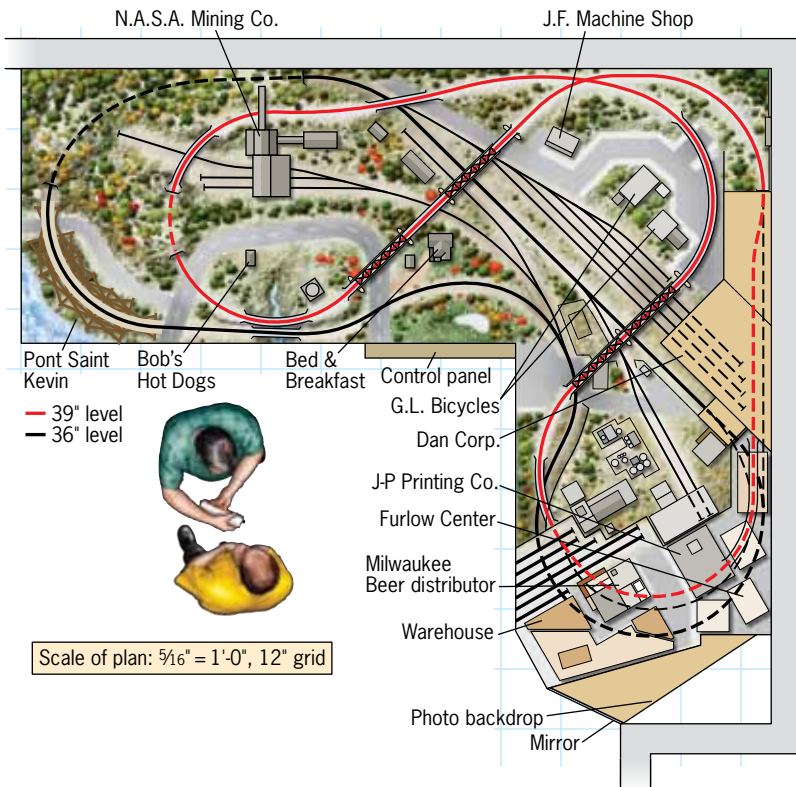 N.A.S.A. Mining Co.
J.F. Machine Shop
Pont Saint
Kevin
Bob's
Hot Dogs
Bed &
Breakfast
Control panel
G.L. Bicycles
Dan Corp.
39" level
36" level
J-P Printing Co.
Furlow Center
Milwaukee
Beer distributor
Warehouse
Scale of plan: 5⁄16" = 1'-0", 12" grid
Photo backdrop
Mirror